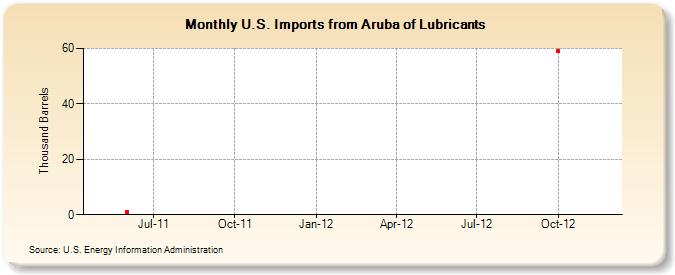 Monthly U.S. Imports from Aruba of Lubricants
Thousand Barrels
60
40
20
0
Jul-11
Oct-11
Jan-12
Apr-12
Jul-12
Oct-12
Source: U.S. Energy Information Administration